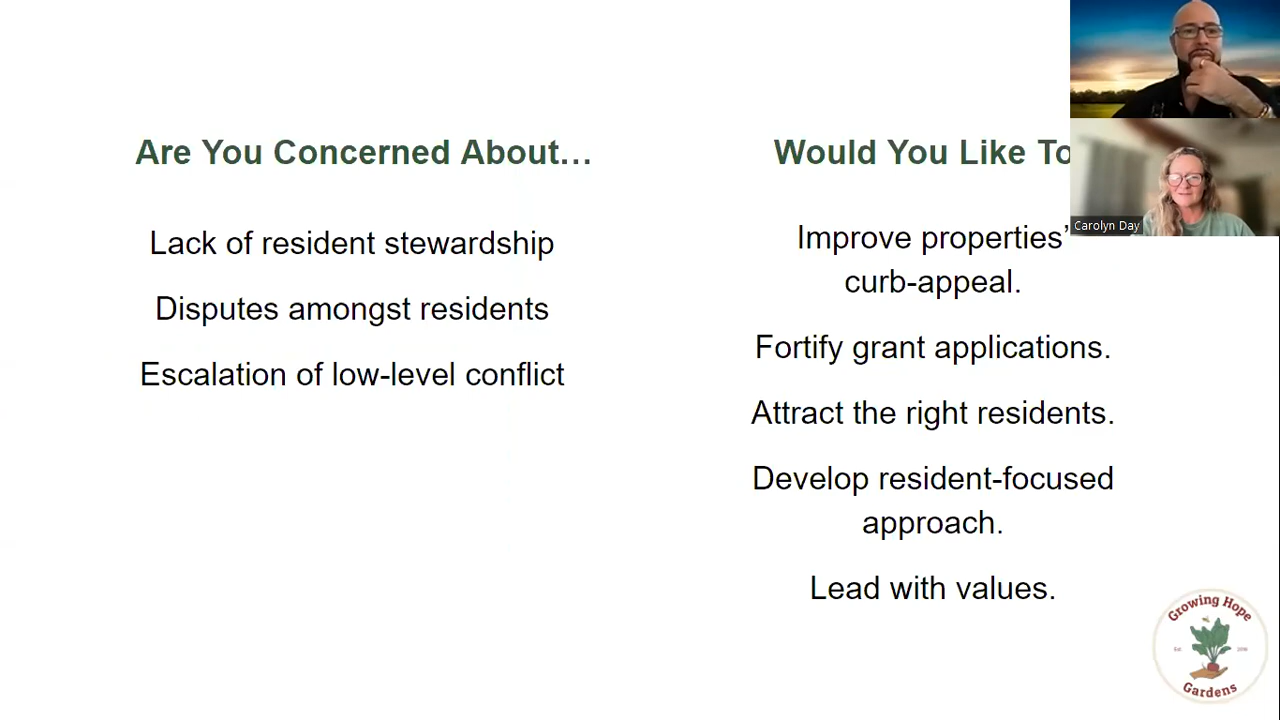 Are You Concerned About…
Lack of resident stewardship
Disputes amongst residents
Escalation of low-level conflict
Would You Like To
Improve properties’
curb-appeal.
Fortify grant applications.
Attract the right residents.
Develop resident-focused
approach.
Lead with values.
Carolyn Day
Growing Hope
Gardens